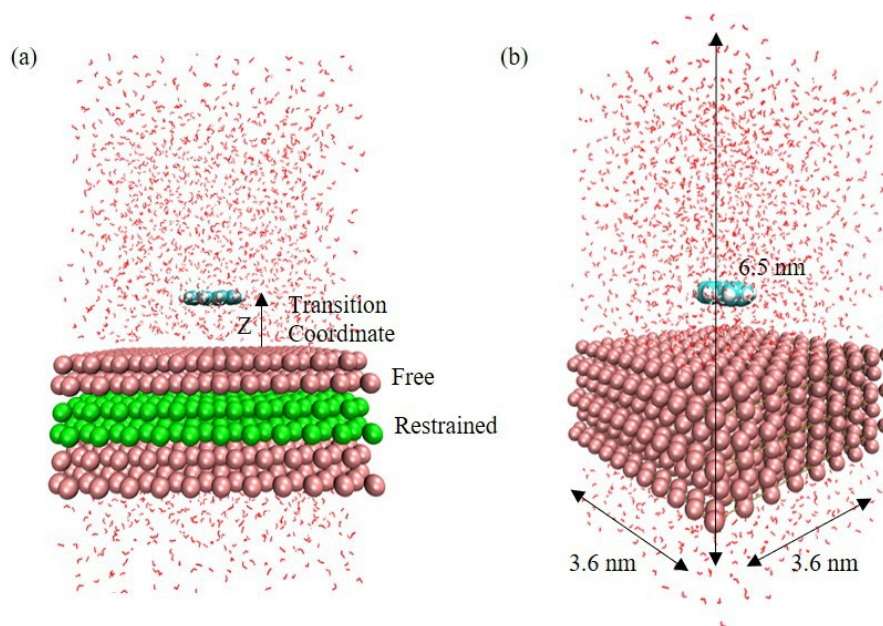 (a)
(b)
6.5 nm
Transition
Z
Coordinate
Free
Restrained
3.6 nm
3.6 nm